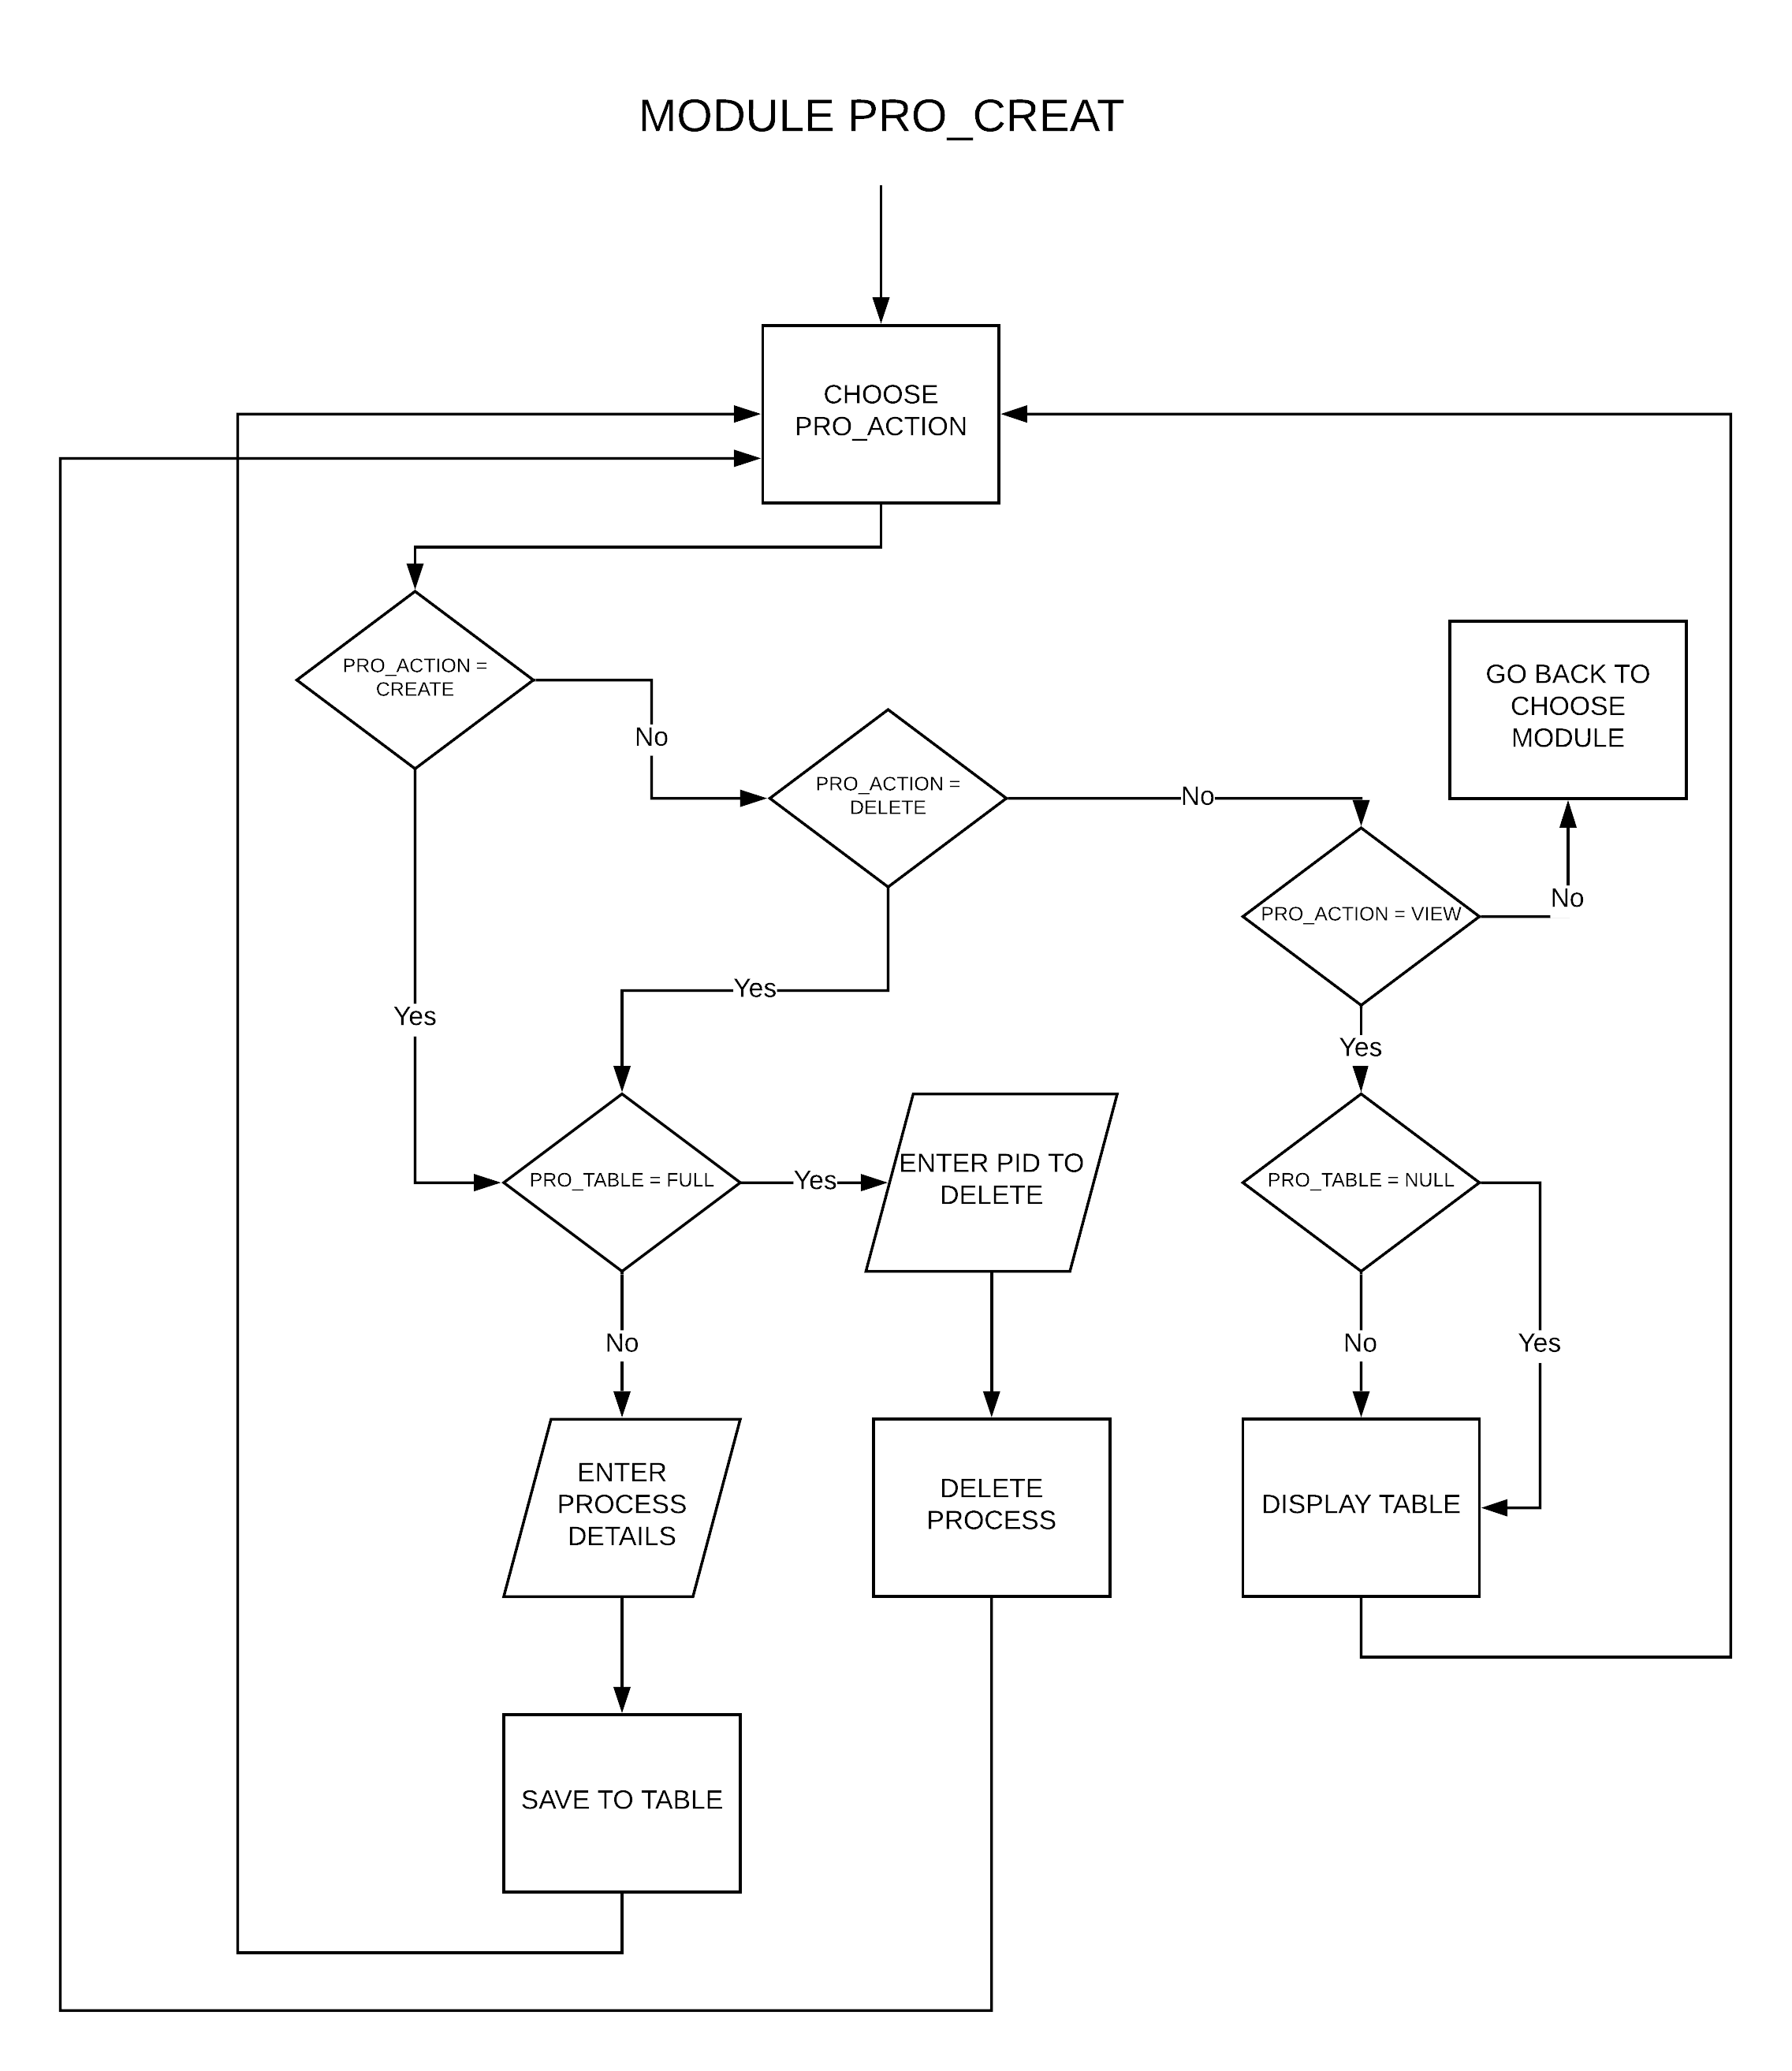 MODULE PRO_CREAT
CHOOSE
PRO_ACTION
PRO_ACTION =
CREATE
No
PRO_ACTION =
DELETE
No
GO BACK TO
CHOOSE
MODULE
No
PRO_ACTION = VIEW
Yes
Yes
Yes
PRO_TABLE = FULL
Yes
ENTER PID TO
DELETE
PRO_TABLE = NULL
No
No
Yes
ENTER
PROCESS
DETAILS
DELETE
PROCESS
DISPLAY TABLE
SAVE TO TABLE